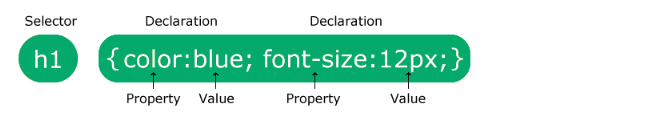 Selector Declaration Declaration
h1 {color:blue; font-size:12px;}
Property Value Property Value